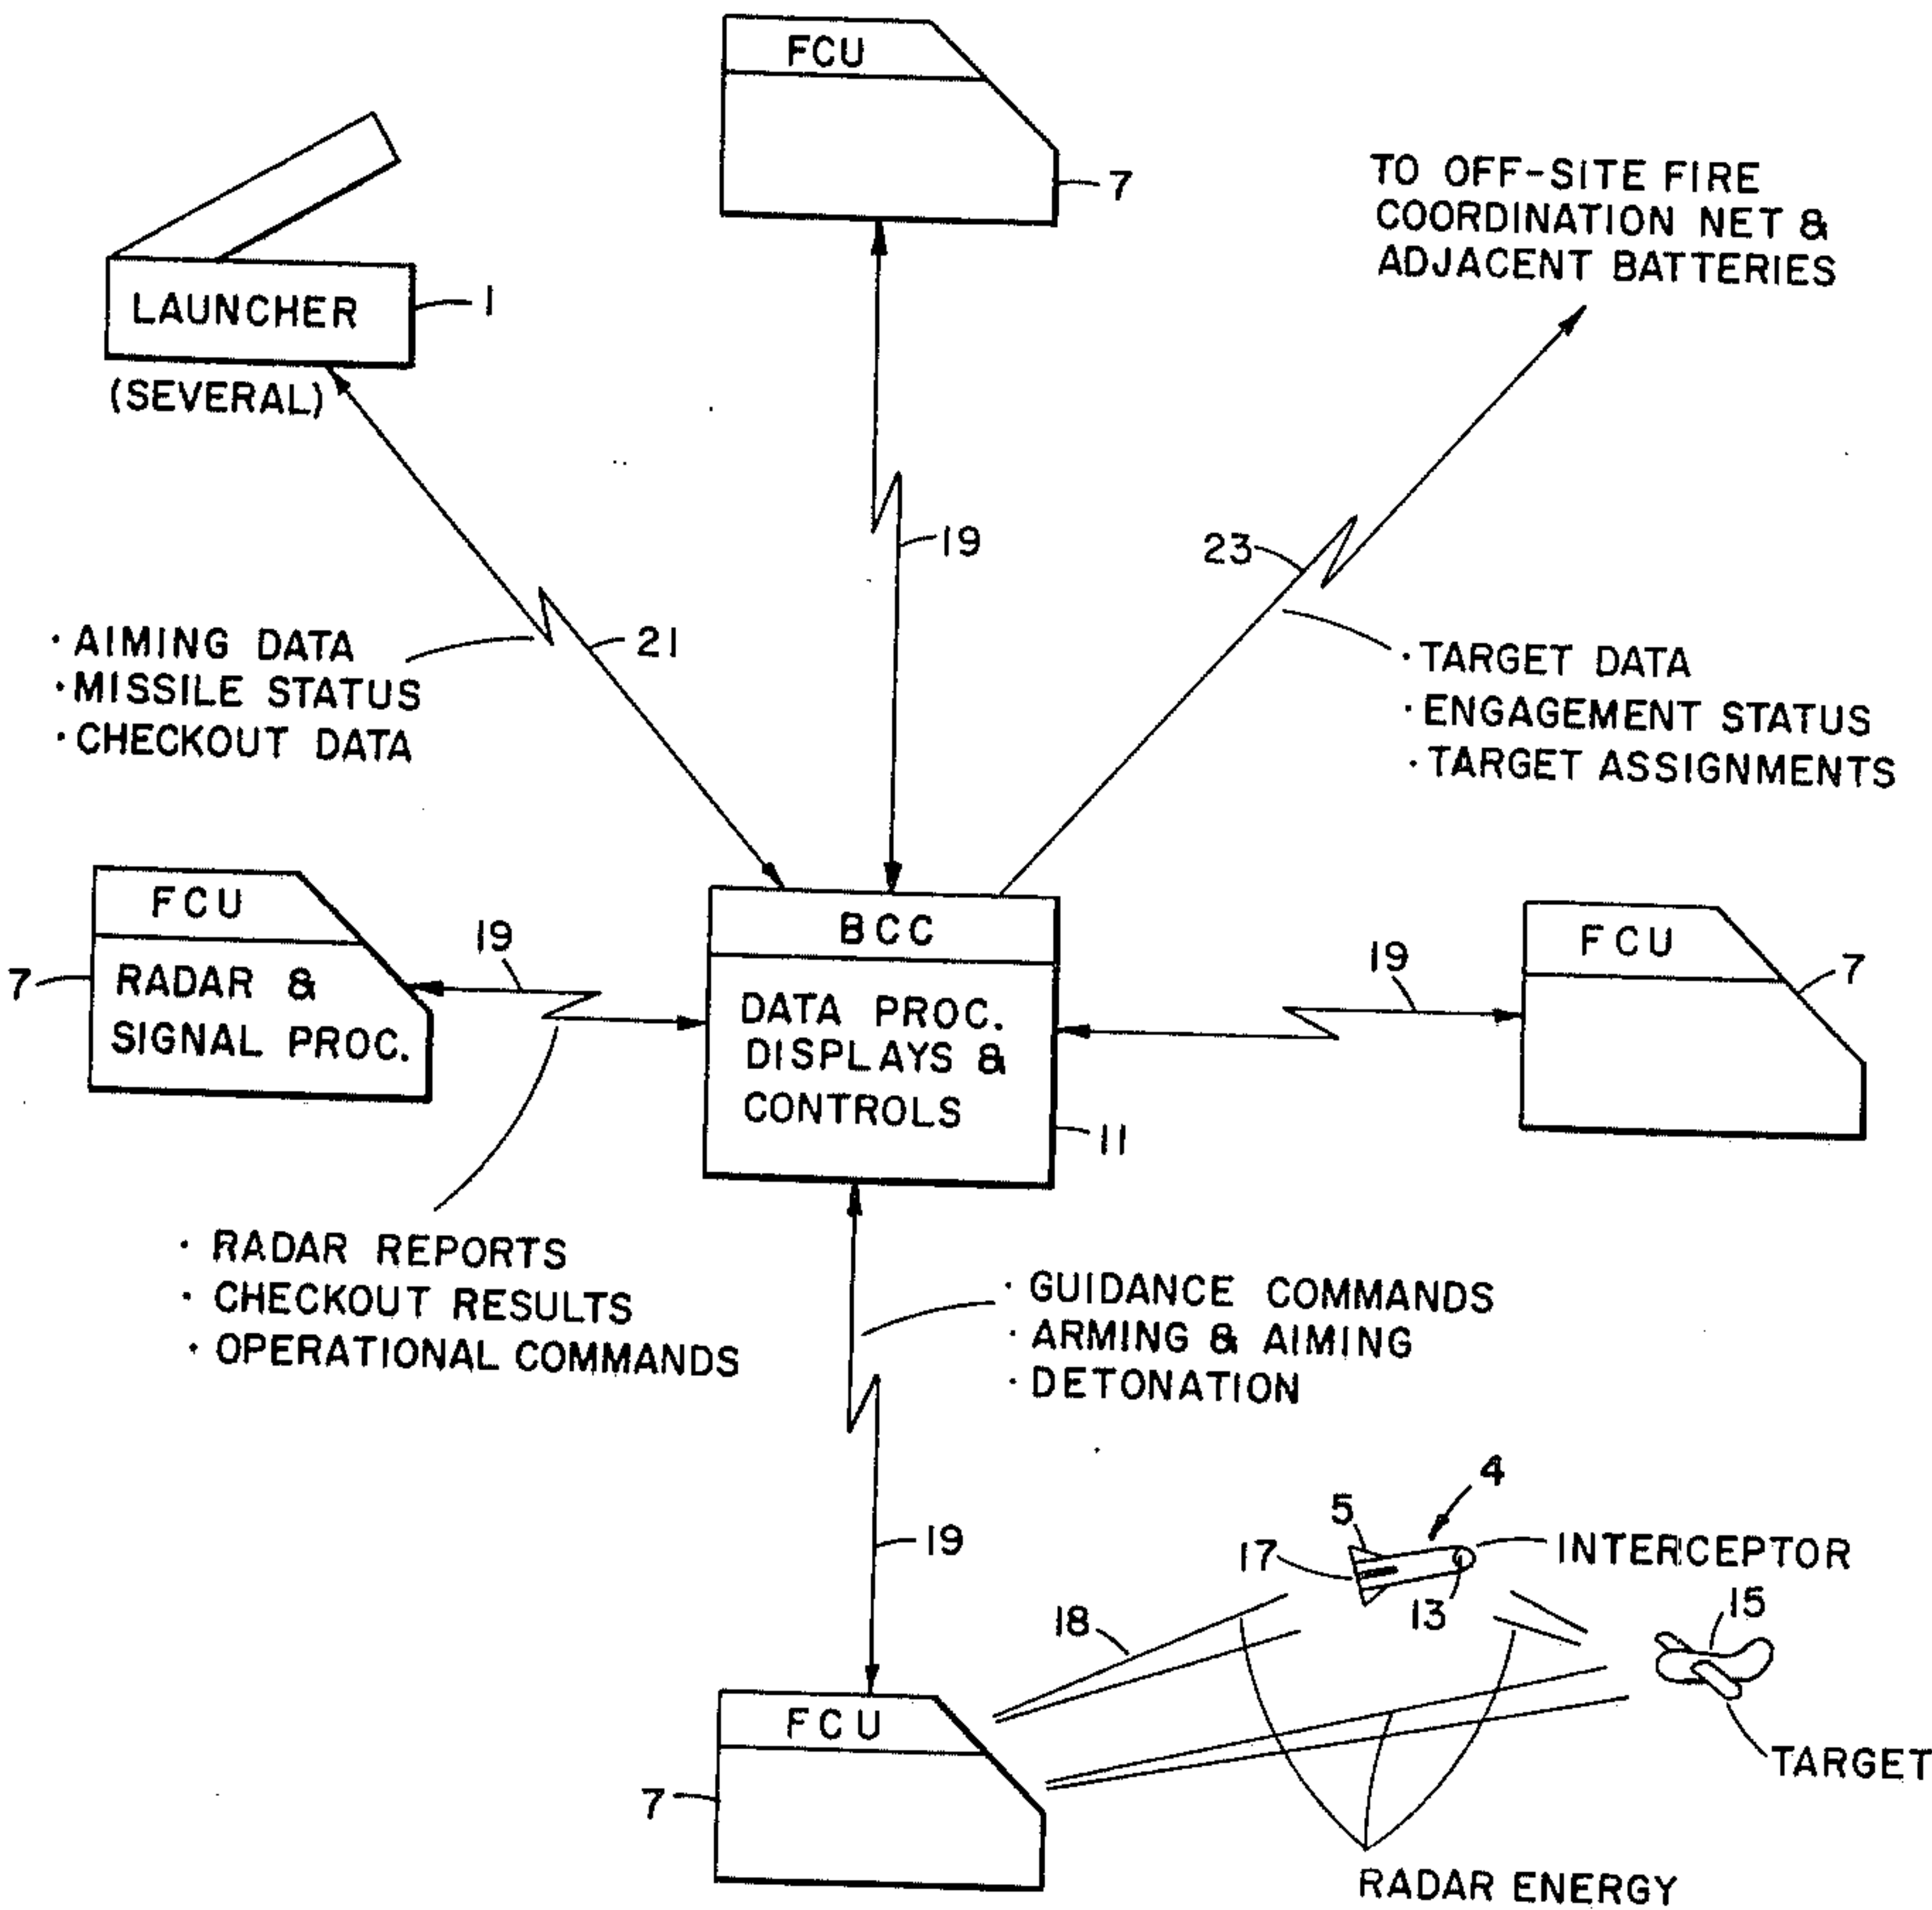 FCU
7
TO OFF-SITE FIRE
COORDINATION NET &
ADJACENT BATTERIES
LAUNCHER
1
(SEVERAL)
19
23
21
· AIMING DATA
· MISSILE STATUS
· CHECKOUT DATA
· TARGET DATA
· ENGAGEMENT STATUS
· TARGET ASSIGNMENTS
FCU
RADAR &
SIGNAL PROC.
7
19
BCC
DATA PROC.
DISPLAYS &
CONTROLS
11
19
FCU
7
· RADAR REPORTS
· CHECKOUT RESULTS
· OPERATIONAL COMMANDS
· GUIDANCE COMMANDS
· ARMING & AIMING
· DETONATION
19
4
5
17
13
INTERCEPTOR
18
15
TARGET
FCU
7
RADAR ENERGY